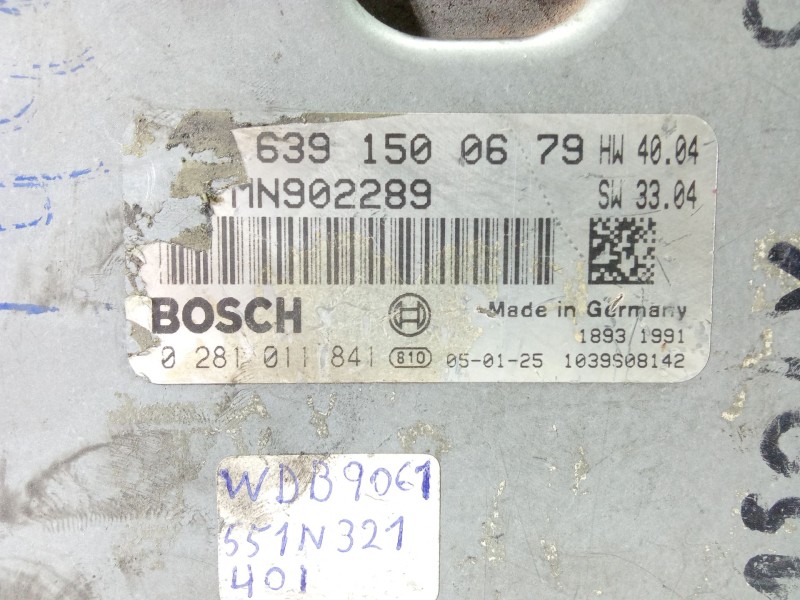 639 150 06 79 HW 40.04
MN902289 SW 33.04
BOSCH Made in Germany
1893 1991
0 281 011 841 810 05-01-25 1039S08142
WDB9061
551N321
401